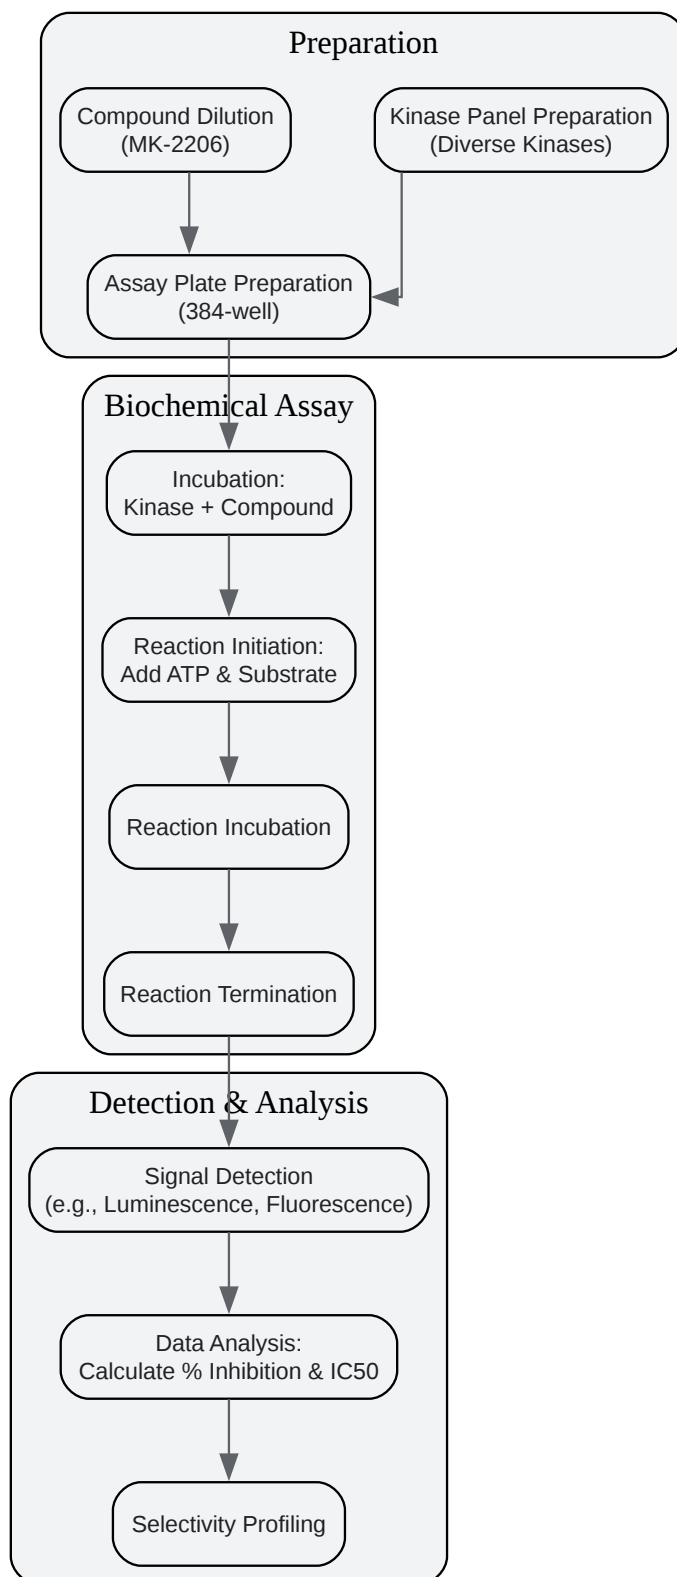 Preparation
Compound Dilution
(MK-2206)
Kinase Panel Preparation
(Diverse Kinases)
Assay Plate Preparation
(384-well)
Biochemical Assay
Incubation:
Kinase + Compound
Reaction Initiation:
Add ATP & Substrate
Reaction Incubation
Reaction Termination
Detection & Analysis
Signal Detection
(e.g., Luminescence, Fluorescence)
Data Analysis:
Calculate % Inhibition & IC50
Selectivity Profiling